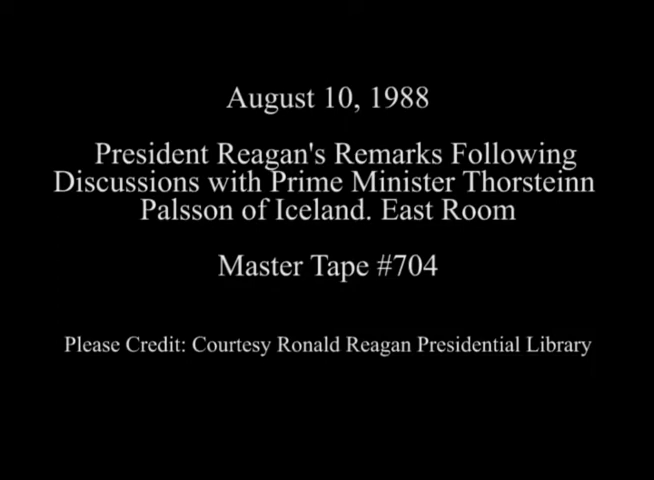 August 10, 1988
President Reagan's Remarks Following
Discussions with Prime Minister Thorsteinn
Palsson of Iceland. East Room
Master Tape #704
Please Credit: Courtesy Ronald Reagan Presidential Library